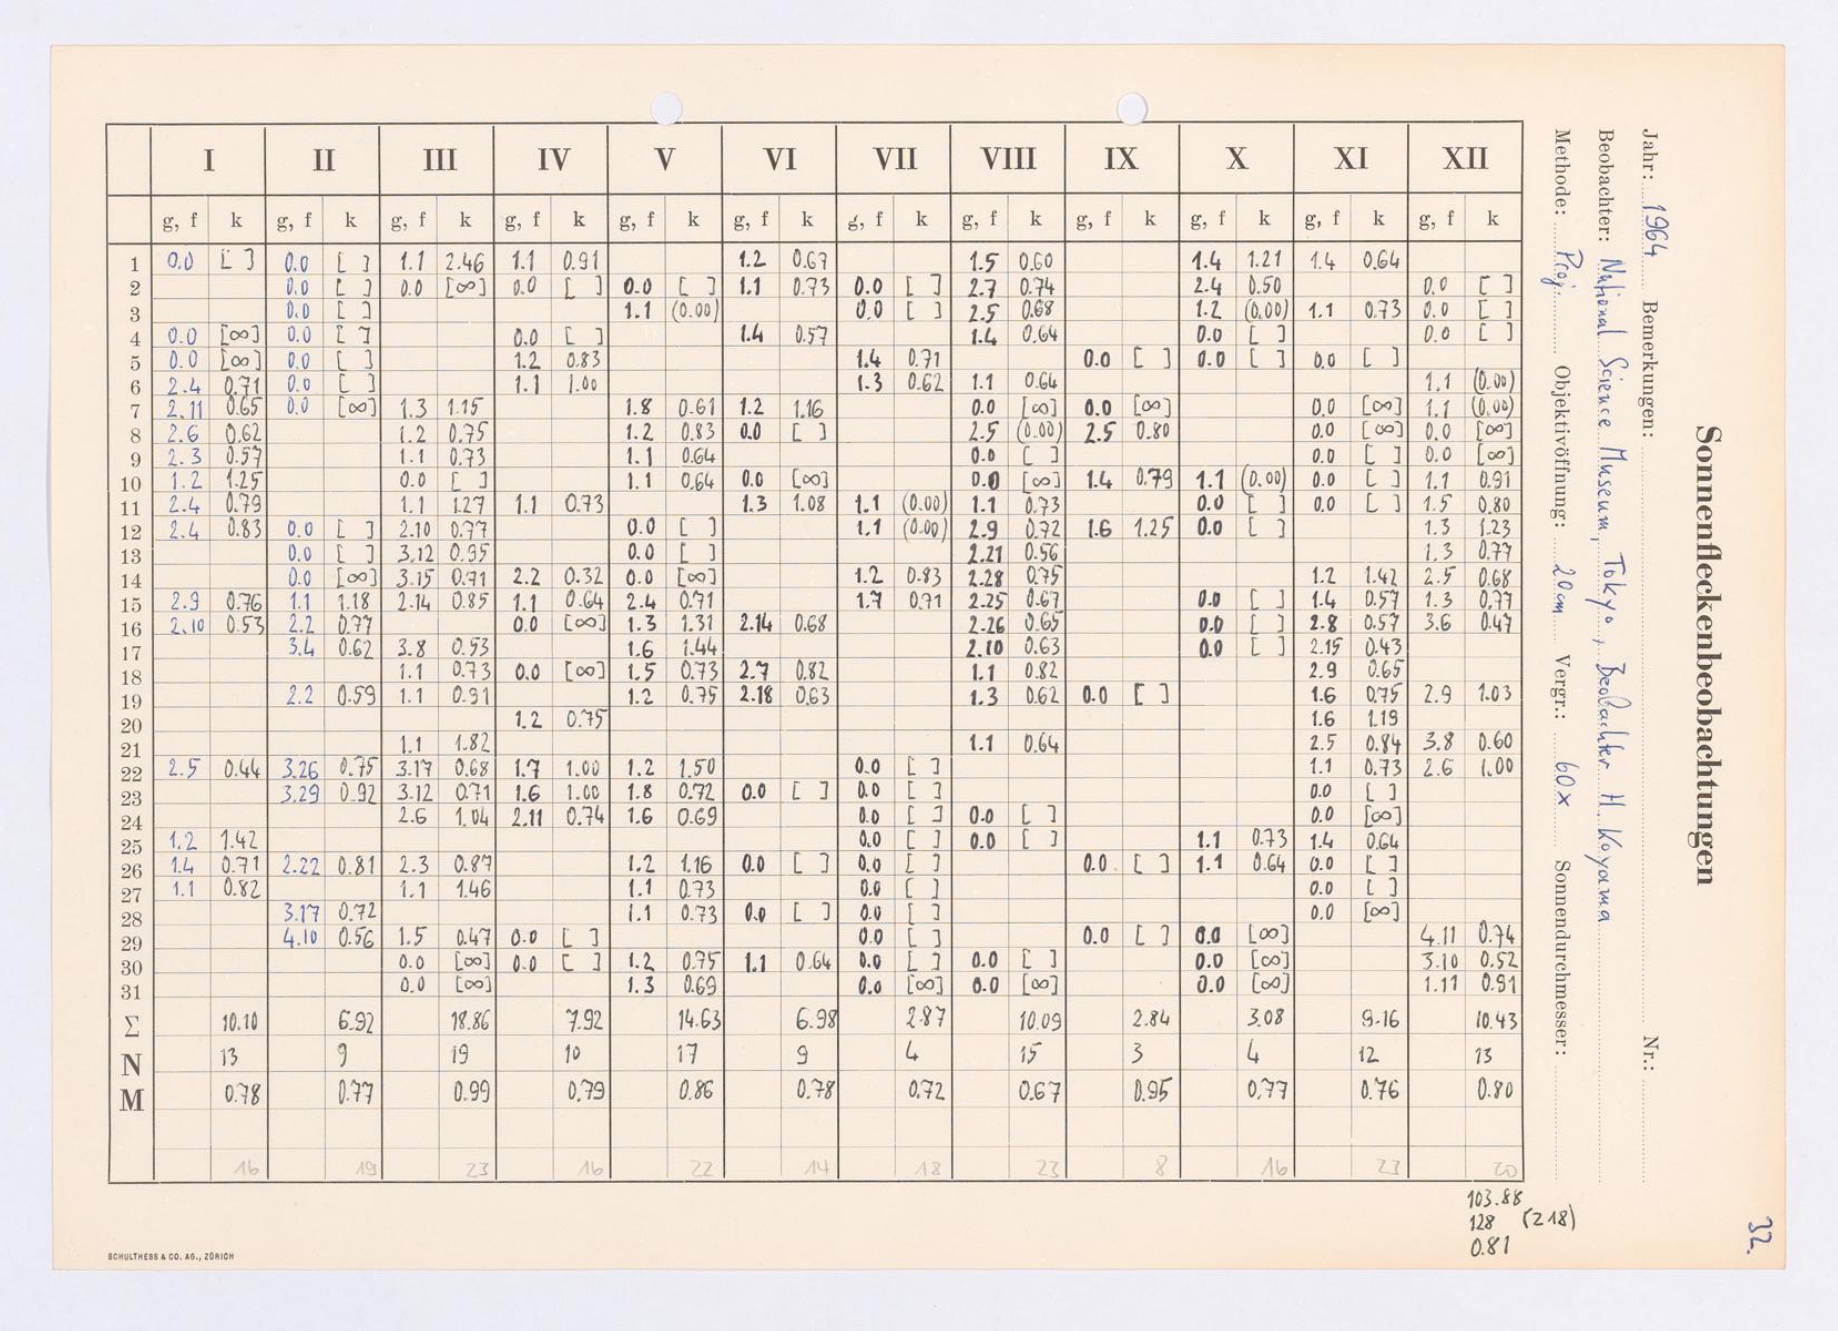 Sonnenfleckenbeobachtungen
Jahr: 1964 Bemerkungen: Nr.:
Beobachter: National Science Museum, Tokyo, Beobachter H. Koyama
Methode: Proj. Objektivöffnung: 20cm Vergr.: 60x Sonnendurchmesser:
I II III IV V VI VII VIII IX X XI XII
g, f k g, f k g, f k g, f k g, f k g, f k g, f k g, f k g, f k g, f k g, f k g, f k
1 0.0 [ ] 0.0 [ ] 1.1 2.46 1.1 0.91 1.2 0.67 1.5 0.60 1.4 1.21 1.4 0.64
2 0.0 [ ] 0.0 [∞] 0.0 [ ] 0.0 [ ] 1.1 0.73 0.0 [ ] 2.7 0.74 2.4 0.50 0.0 [ ]
3 0.0 [ ] 1.1 (0.00) 0.0 [ ] 2.5 0.68 1.2 (0.00) 1.1 0.73 0.0 [ ]
4 0.0 [∞] 0.0 [ ] 0.0 [ ] 1.4 0.57 1.4 0.64 0.0 [ ] 0.0 [ ]
5 0.0 [∞] 0.0 [ ] 1.2 0.83 1.4 0.71 0.0 [ ] 0.0 [ ] 0.0 [ ]
6 2.4 0.71 0.0 [ ] 1.1 1.00 1.3 0.62 1.1 0.64 1.1 (0.00)
7 2.11 0.65 0.0 [∞] 1.3 1.15 1.8 0.61 1.2 1.16 0.0 [∞] 0.0 [∞] 0.0 [∞] 1.1 (0.00)
8 2.6 0.62 1.2 0.75 1.2 0.83 0.0 [ ] 2.5 (0.00) 2.5 0.80 0.0 [∞] 0.0 [∞]
9 2.3 0.57 1.1 0.73 1.1 0.64 0.0 [ ] 0.0 [ ] 0.0 [∞]
10 1.2 1.25 0.0 [ ] 1.1 0.64 0.0 [∞] 0.0 [∞] 1.4 0.79 1.1 (0.00) 0.0 [ ] 1.1 0.91
11 2.4 0.79 1.1 1.27 1.1 0.73 1.3 1.08 1.1 (0.00) 1.1 0.73 0.0 [ ] 0.0 [ ] 1.5 0.80
12 2.4 0.83 0.0 [ ] 2.10 0.77 0.0 [ ] 1.1 (0.00) 2.9 0.72 1.6 1.25 0.0 [ ] 1.3 1.23
13 0.0 [ ] 3.12 0.95 0.0 [ ] 2.21 0.56 1.3 0.77
14 0.0 [∞] 3.15 0.71 2.2 0.32 0.0 [∞] 1.2 0.83 2.28 0.75 1.2 1.42 2.5 0.68
15 2.9 0.76 1.1 1.18 2.14 0.85 1.1 0.64 2.4 0.71 1.7 0.71 2.25 0.67 0.0 [ ] 1.4 0.57 1.3 0.77
16 2.10 0.53 2.2 0.77 0.0 [∞] 1.3 1.31 2.14 0.68 2.26 0.65 0.0 [ ] 2.8 0.57 3.6 0.47
17 3.4 0.62 3.8 0.53 1.6 1.44 2.10 0.63 0.0 [ ] 2.15 0.43
18 1.1 0.73 0.0 [∞] 1.5 0.73 2.7 0.82 1.1 0.82 2.9 0.65
19 2.2 0.59 1.1 0.91 1.2 0.75 2.18 0.63 1.3 0.62 0.0 [ ] 1.6 0.75 2.9 1.03
20 1.2 0.75 1.6 1.19
21 1.1 1.82 1.1 0.64 2.5 0.84 3.8 0.60
22 2.5 0.44 3.26 0.75 3.17 0.68 1.7 1.00 1.2 1.50 0.0 [ ] 1.1 0.73 2.6 1.00
23 3.29 0.92 3.12 0.71 1.6 1.00 1.8 0.72 0.0 [ ] 0.0 [ ] 0.0 [ ]
24 2.6 1.04 2.11 0.74 1.6 0.69 0.0 [ ] 0.0 [ ] 0.0 [∞]
25 1.2 1.42 0.0 [ ] 0.0 [ ] 1.1 0.73 1.4 0.64
26 1.4 0.71 2.22 0.81 2.3 0.87 1.2 1.16 0.0 [ ] 0.0 [ ] 0.0 [ ] 1.1 0.64 0.0 [ ]
27 1.1 0.82 1.1 1.46 1.1 0.73 0.0 [ ] 0.0 [ ]
28 3.17 0.72 1.1 0.73 0.0 [ ] 0.0 [ ] 0.0 [∞]
29 4.10 0.56 1.5 0.47 0.0 [ ] 0.0 [ ] 0.0 [ ] 0.0 [∞] 4.11 0.74
30 0.0 [∞] 0.0 [ ] 1.2 0.75 1.1 0.64 0.0 [ ] 0.0 [ ] 0.0 [∞] 3.10 0.52
31 0.0 [∞] 1.3 0.69 0.0 [∞] 0.0 [∞] 0.0 [∞] 1.11 0.91
Σ 10.10 6.92 18.86 7.92 14.63 6.98 2.87 10.09 2.84 3.08 9.16 10.43
N 13 9 19 10 17 9 4 15 3 4 12 13
M 0.78 0.77 0.99 0.79 0.86 0.78 0.72 0.67 0.95 0.77 0.76 0.80
16 19 23 16 22 14 18 23 8 16 23 20
103.88
128 (218)
0.81
32.
SCHULTHESS & CO. AG., ZÜRICH